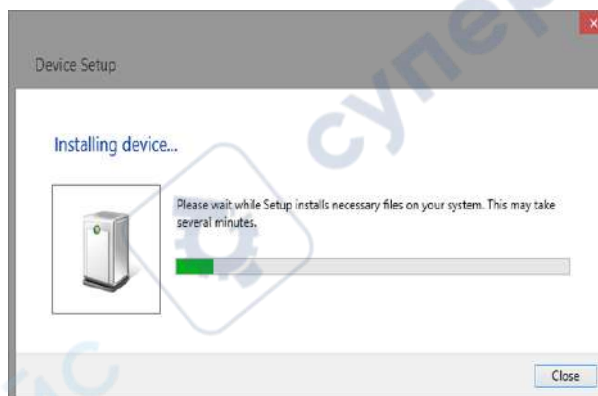 Device Setup
Installing device...
Please wait while Setup installs necessary files on your system. This may take
several minutes.
Close